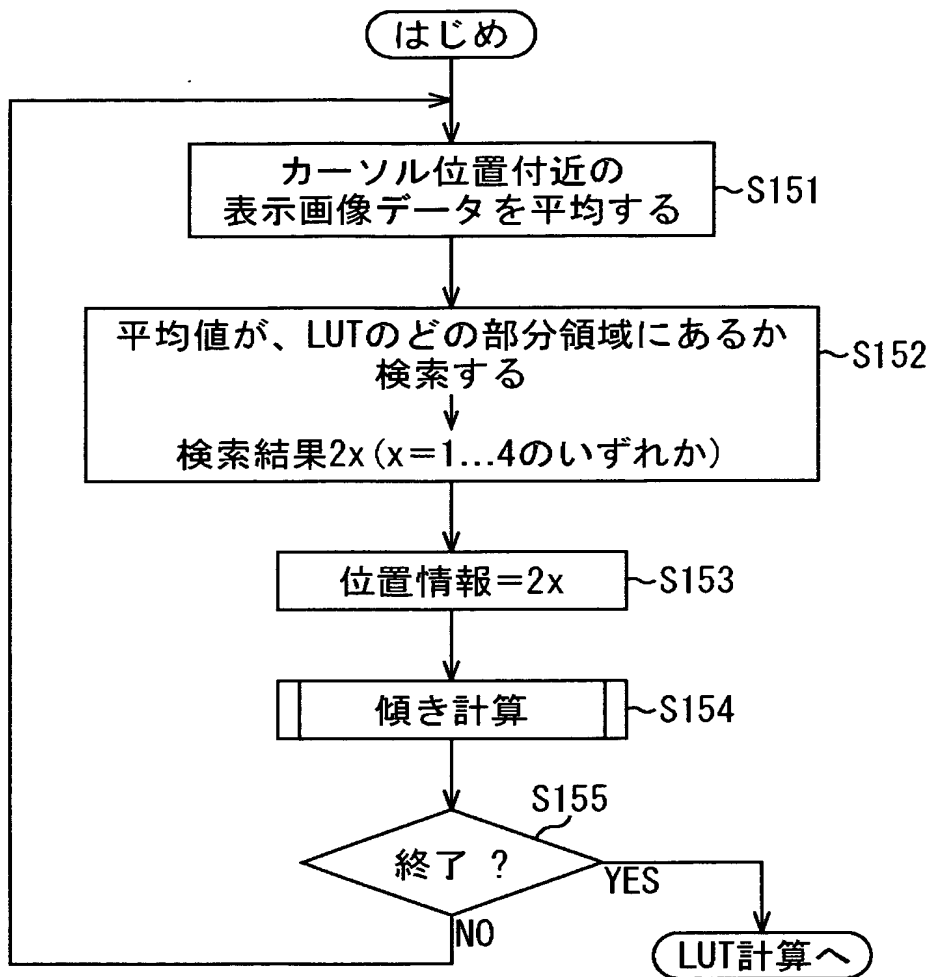 はじめ
カーソル位置付近の
表示画像データを平均する
S151
平均値が、LUTのどの部分領域にあるか
検索する
検索結果2x(x=1...4のいずれか)
S152
位置情報=2x
S153
傾き計算
S154
S155
終了 ?
YES
NO
LUT計算へ